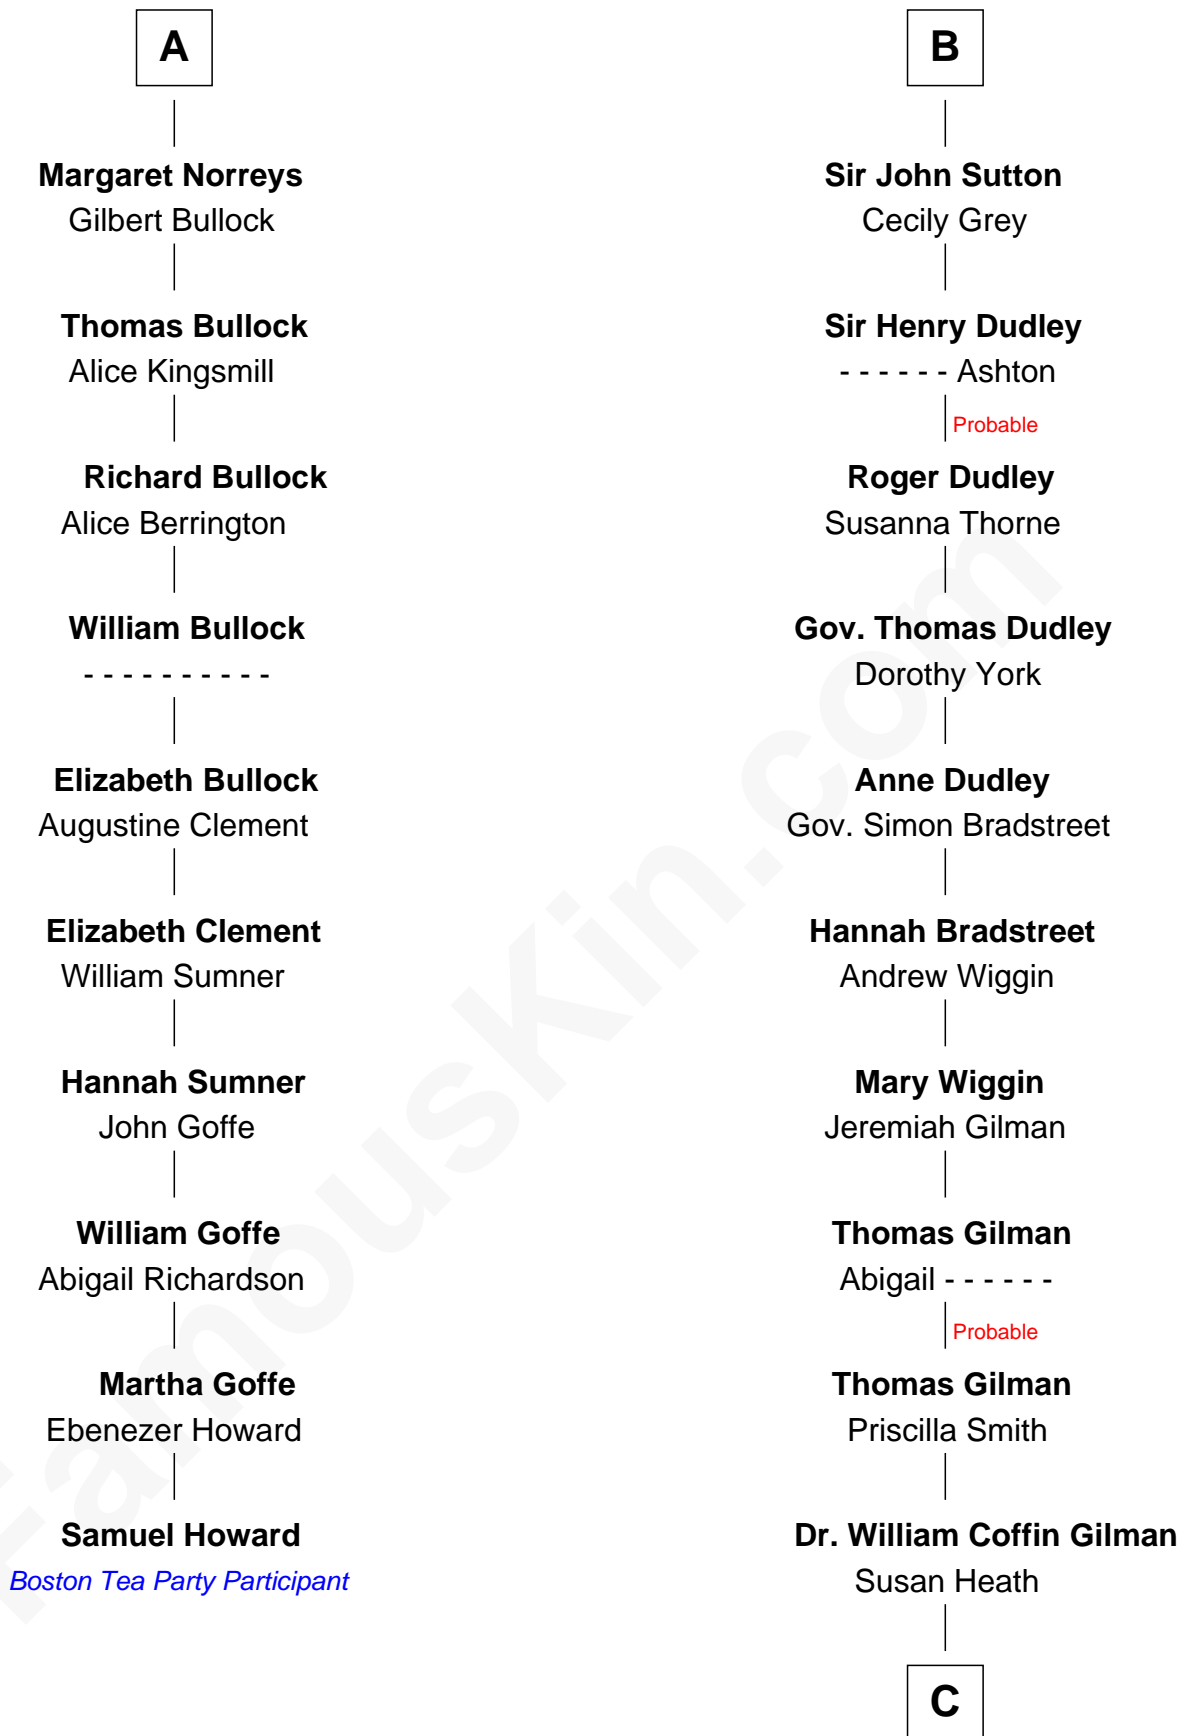 A
Margaret Norreys
Gilbert Bullock
Thomas Bullock
Alice Kingsmill
Richard Bullock
Alice Berrington
William Bullock
- - - - - - - - - -
Elizabeth Bullock
Augustine Clement
Elizabeth Clement
William Sumner
Hannah Sumner
John Goffe
William Goffe
Abigail Richardson
Martha Goffe
Ebenezer Howard
Samuel Howard
Boston Tea Party Participant
B
Sir John Sutton
Cecily Grey
Sir Henry Dudley
- - - - - - Ashton
Probable
Roger Dudley
Susanna Thorne
Gov. Thomas Dudley
Dorothy York
Anne Dudley
Gov. Simon Bradstreet
Hannah Bradstreet
Andrew Wiggin
Mary Wiggin
Jeremiah Gilman
Thomas Gilman
Abigail - - - - - -
Probable
Thomas Gilman
Priscilla Smith
Dr. William Coffin Gilman
Susan Heath
C
FamousKin.com